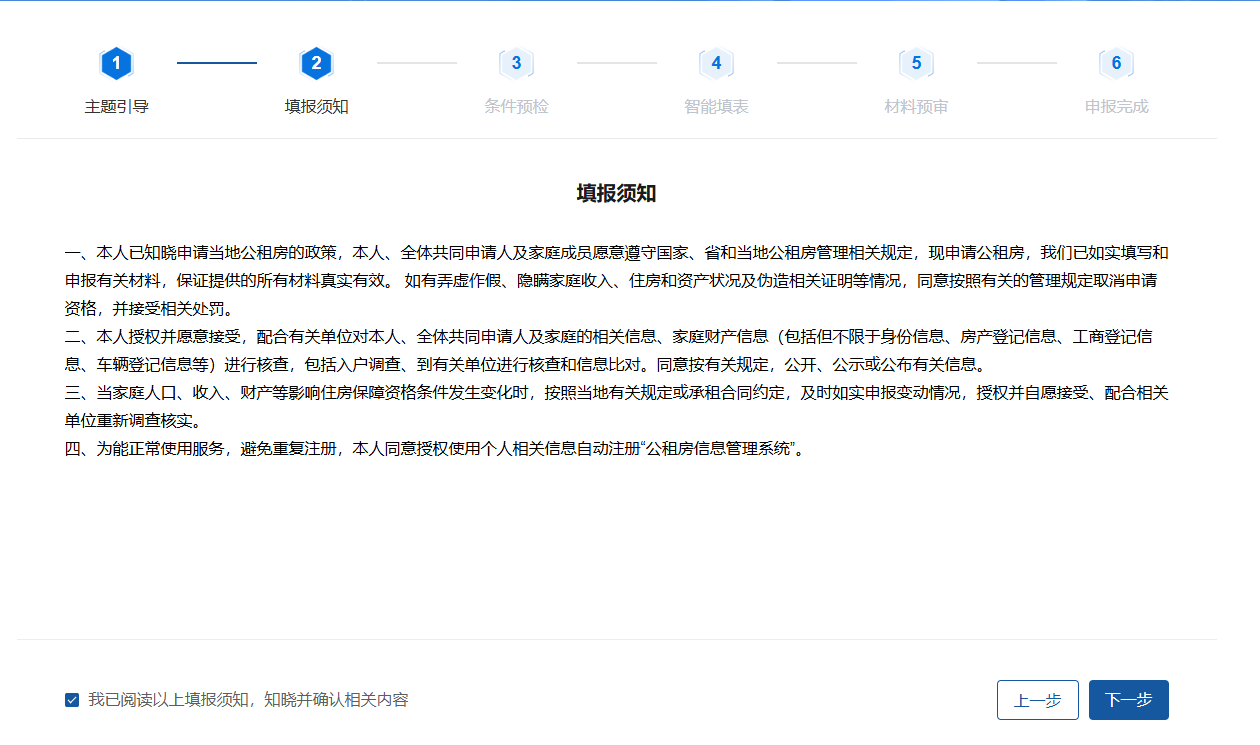 1
2
3
4
5
6
主题引导
填报须知
条件预检
智能填表
材料预审
申报完成
填报须知
一、本人已知晓申请当地公租房的政策，本人、全体共同申请人及家庭成员愿意遵守国家、省和当地公租房管理相关规定，现申请公租房，我们已如实填写和
申报有关材料，保证提供的所有材料真实有效。 如有弄虚作假、隐瞒家庭收入、住房和资产状况及伪造相关证明等情况，同意按照有关的管理规定取消申请
资格，并接受相关处罚。
二、本人授权并愿意接受，配合有关单位对本人、全体共同申请人及家庭的相关信息、家庭财产信息（包括但不限于身份信息、房产登记信息、工商登记信
息、车辆登记信息等）进行核查，包括入户调查、到有关单位进行核查和信息比对。同意按有关规定，公开、公示或公布有关信息。
三、当家庭人口、收入、财产等影响住房保障资格条件发生变化时，按照当地有关规定或承租合同约定，及时如实申报变动情况，授权并自愿接受、配合相关
单位重新调查核实。
四、为能正常使用服务，避免重复注册，本人同意授权使用个人相关信息自动注册“公租房信息管理系统”。
我已阅读以上填报须知，知晓并确认相关内容
上一步
下一步